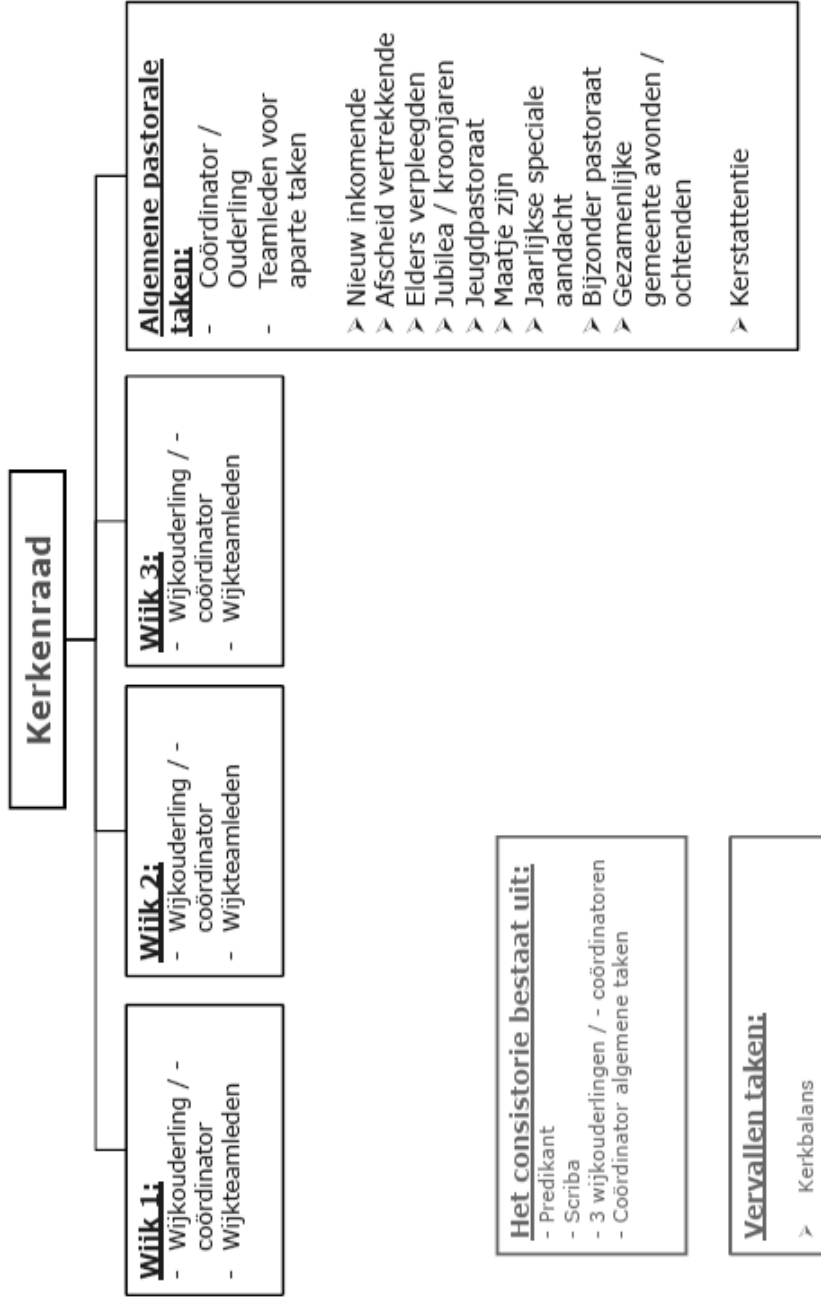 Kerkenraad
Wijk 1:
- Wijkouderling / -
coördinator
- Wijkteamleden
Wijk 2:
- Wijkouderling / -
coördinator
- Wijkteamleden
Wijk 3:
- Wijkouderling / -
coördinator
- Wijkteamleden
Algemene pastorale
taken:
- Coördinator /
Ouderling
- Teamleden voor
aparte taken
➢ Nieuw inkomende
➢ Afscheid vertrekkende
➢ Elders verpleegden
➢ Jubilea / kroonjaren
➢ Jeugdpastoraat
➢ Maatje zijn
➢ Jaarlijkse speciale
aandacht
➢ Bijzonder pastoraat
➢ Gezamenlijke
gemeente avonden /
ochtenden
➢ Kerstattentie
Het consistorie bestaat uit:
- Predikant
- Scriba
- 3 wijkouderlingen / - coördinatoren
- Coördinator algemene taken
Vervallen taken:
➢ Kerkbalans